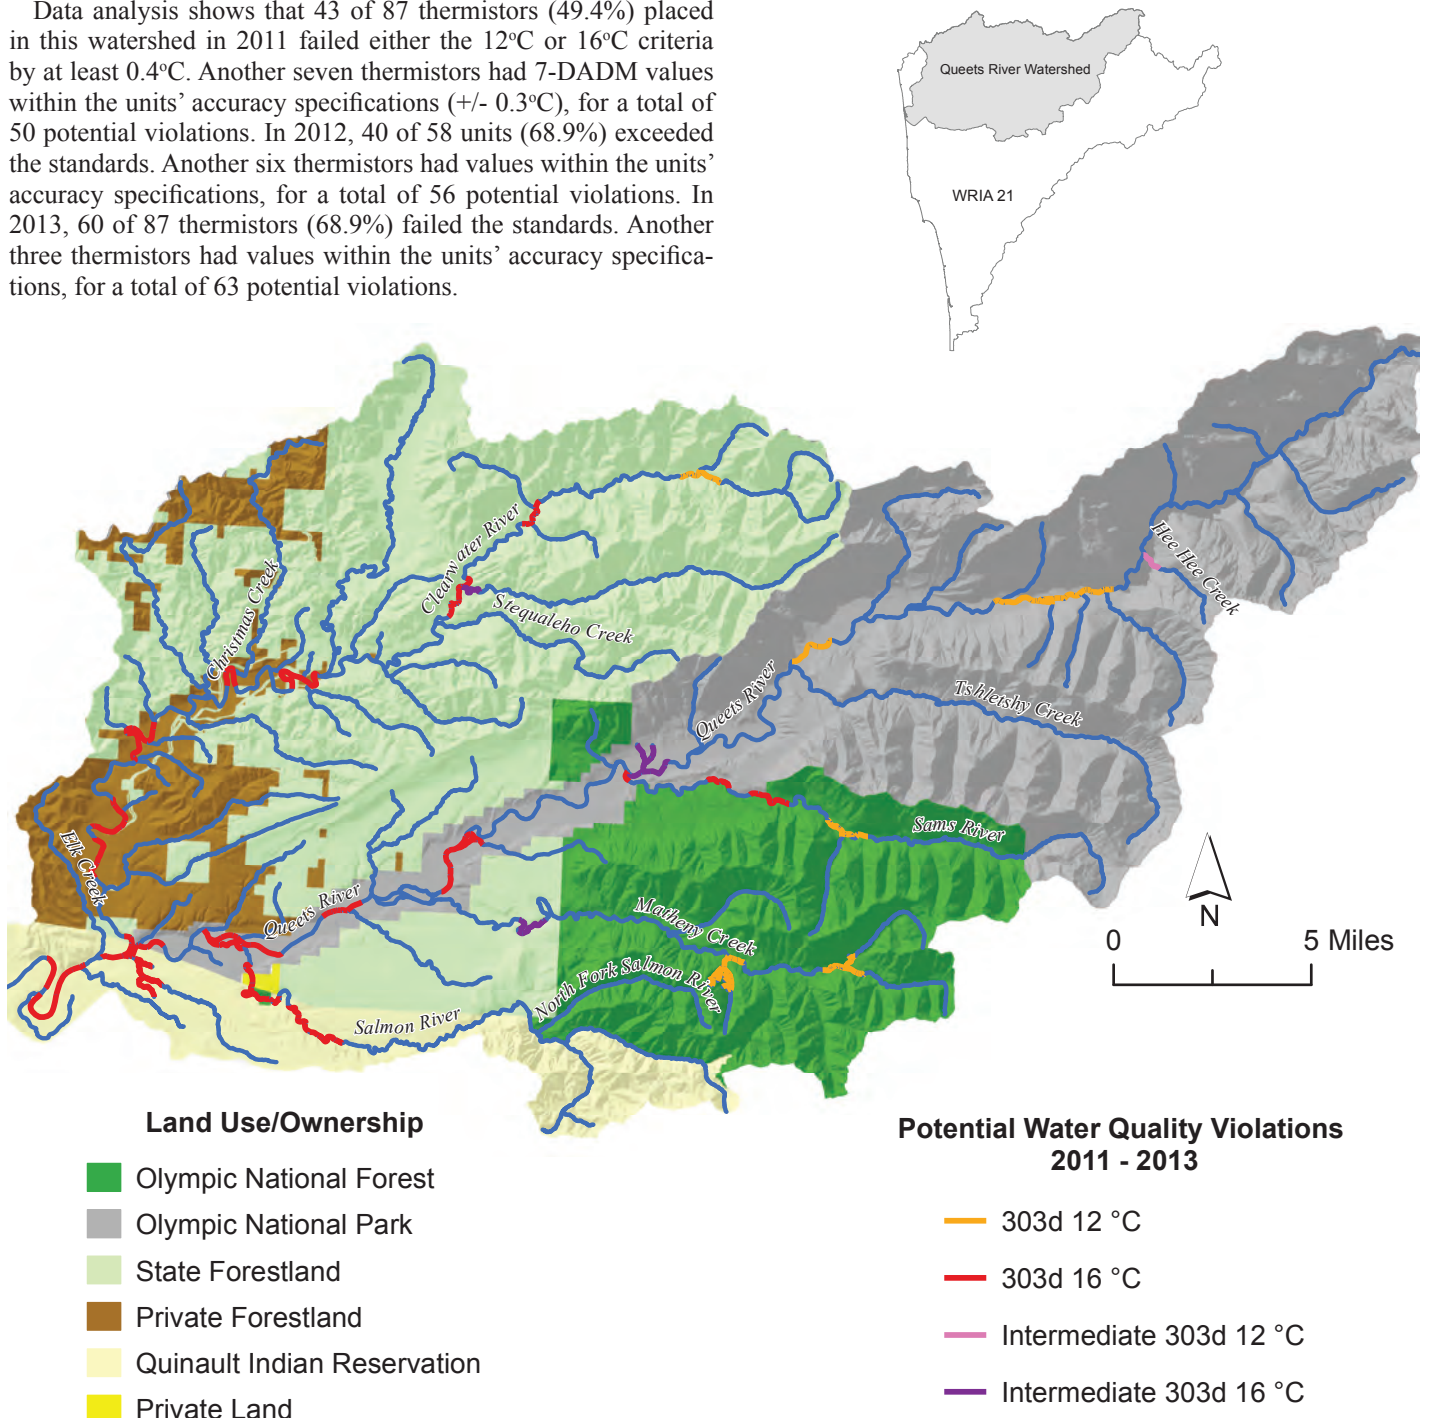 Data analysis shows that 43 of 87 thermistors (49.4%) placed
in this watershed in 2011 failed either the 12°C or 16°C criteria
by at least 0.4°C. Another seven thermistors had 7-DADM values
within the units' accuracy specifications (+/- 0.3°C), for a total of
50 potential violations. In 2012, 40 of 58 units (68.9%) exceeded
the standards. Another six thermistors had values within the units'
accuracy specifications, for a total of 56 potential violations. In
2013, 60 of 87 thermistors (68.9%) failed the standards. Another
three thermistors had values within the units' accuracy specifica-
tions, for a total of 63 potential violations.
Queets River Watershed
WRIA 21
Clearwater River
Hee Hee Creek
Christmas Creek
Stequaleho Creek
Queets River
Tshletshy Creek
Sams River
Elk Creek
Queets River
Matheny Creek
North Fork Salmon River
Salmon River
N
0 5 Miles
Land Use/Ownership
Olympic National Forest
Olympic National Park
State Forestland
Private Forestland
Quinault Indian Reservation
Private Land
Potential Water Quality Violations
2011 - 2013
303d 12 °C
303d 16 °C
Intermediate 303d 12 °C
Intermediate 303d 16 °C